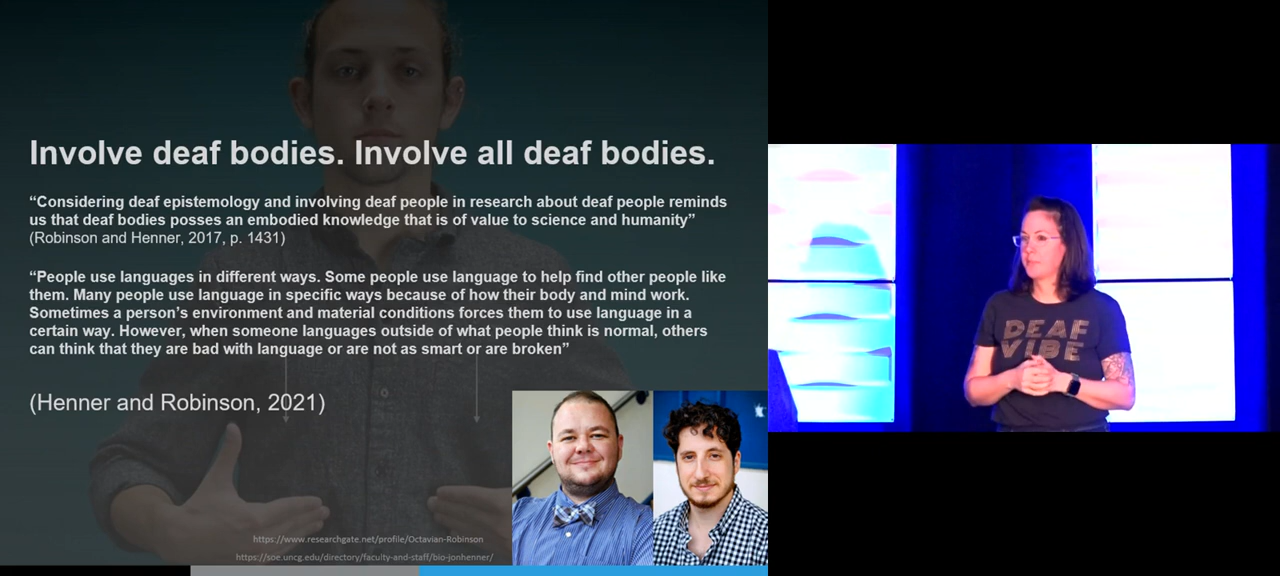 Involve deaf bodies. Involve all deaf bodies.
“Considering deaf epistemology and involving deaf people in research about deaf people reminds
us that deaf bodies posses an embodied knowledge that is of value to science and humanity”
(Robinson and Henner, 2017, p. 1431)
“People use languages in different ways. Some people use language to help find other people like
them. Many people use language in specific ways because of how their body and mind work.
Sometimes a person’s environment and material conditions forces them to use language in a
certain way. However, when someone languages outside of what people think is normal, others
can think that they are bad with language or are not as smart or are broken”
(Henner and Robinson, 2021)
https://www.researchgate.net/profile/Octavian-Robinson
https://soe.uncg.edu/directory/faculty-and-staff/bio-jonhenner/
DEAF
VIBE